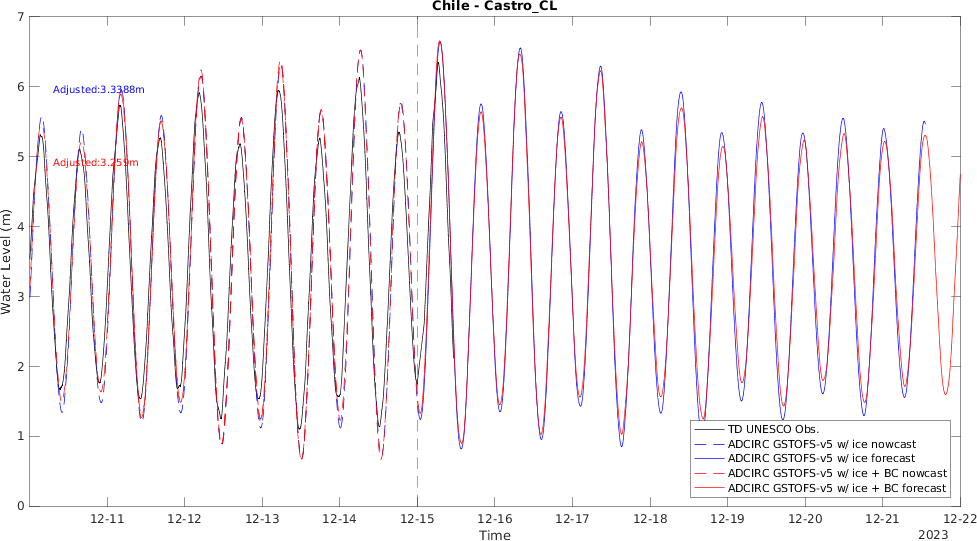 Chile - Castro_CL
7
6
5
4
3
2
1
0
Water Level (m)
Adjusted:3.3388m
Adjusted:3.259m
TD UNESCO Obs.
ADCIRC GSTOFS-v5 w/ ice nowcast
ADCIRC GSTOFS-v5 w/ ice forecast
ADCIRC GSTOFS-v5 w/ ice + BC nowcast
ADCIRC GSTOFS-v5 w/ ice + BC forecast
12-11 12-12 12-13 12-14 12-15 12-16 12-17 12-18 12-19 12-20 12-21 12-22
Time
2023